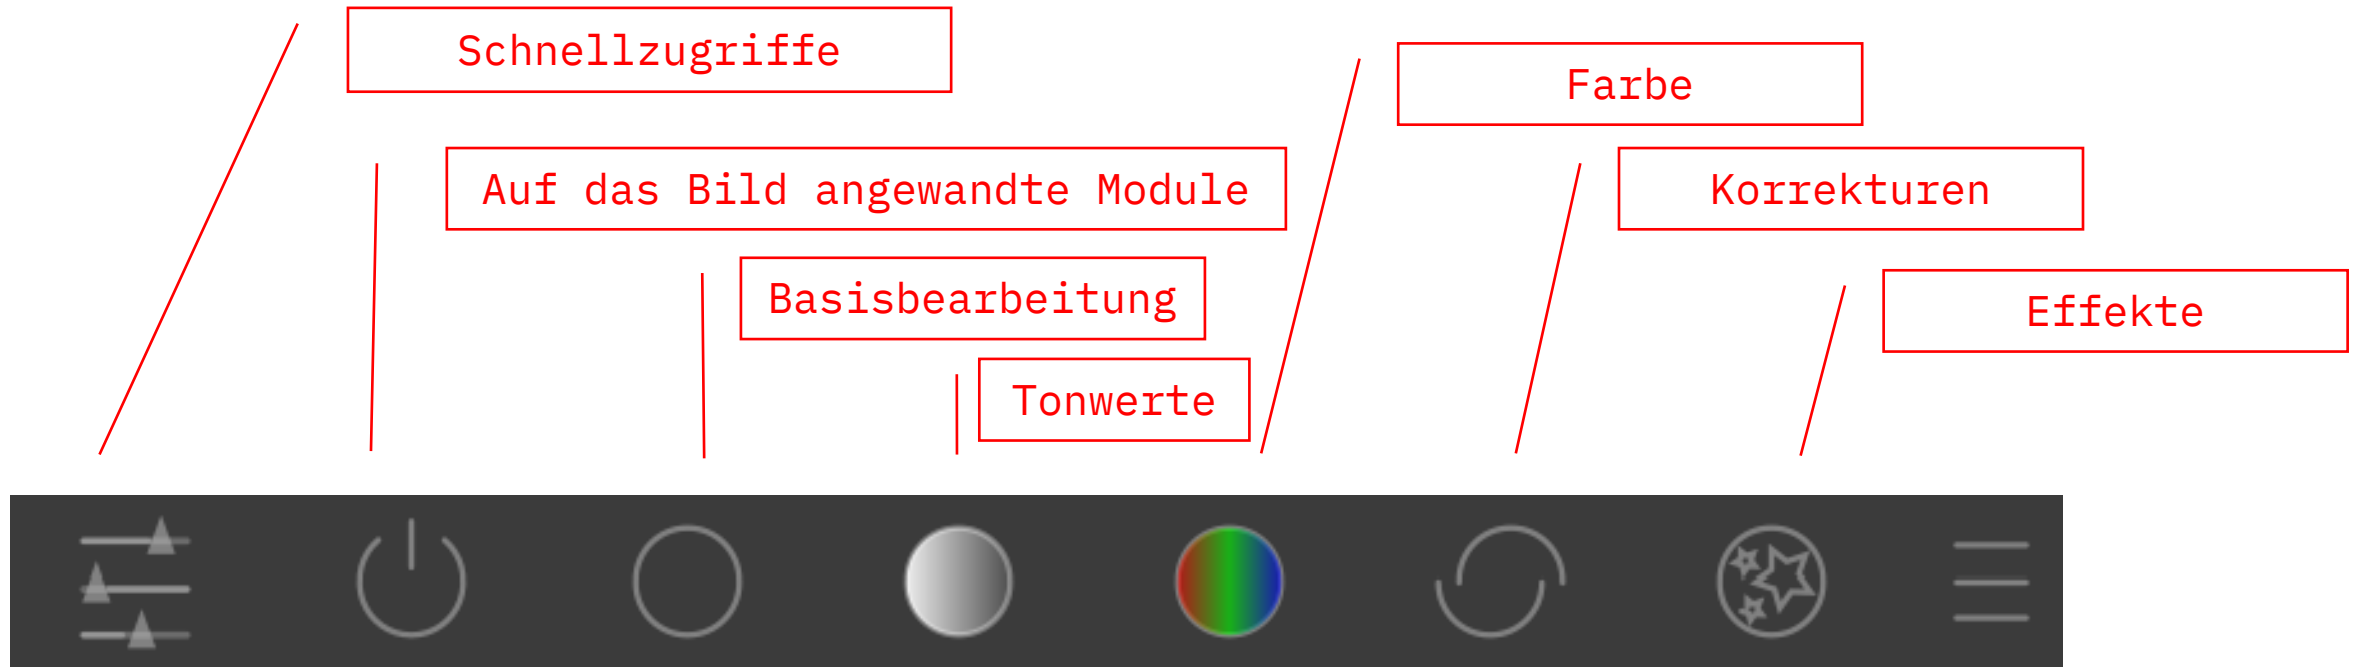 Schnellzugriffe
Farbe
Auf das Bild angewandte Module
Korrekturen
Basisbearbeitung
Effekte
Tonwerte